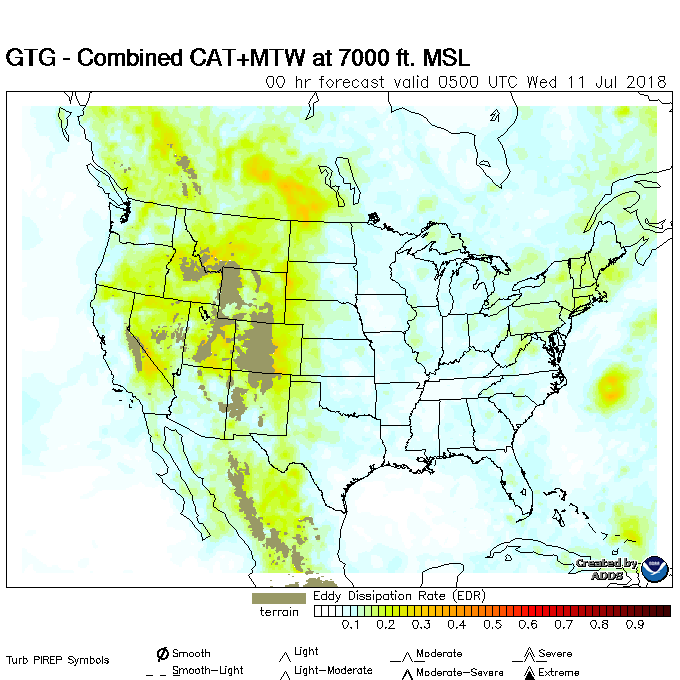 GTG - Combined CAT+MTW at 7000 ft. MSL
00 hr forecast valid 0500 UTC Wed 11 Jul 2018
Created by
ADDS
NOAA
terrain
Eddy Dissipation Rate (EDR)
0.1 0.2 0.3 0.4 0.5 0.6 0.7 0.8 0.9
Turb PIREP Symbols
Smooth Light Moderate Severe
Smooth-Light Light-Moderate Moderate-Severe Extreme